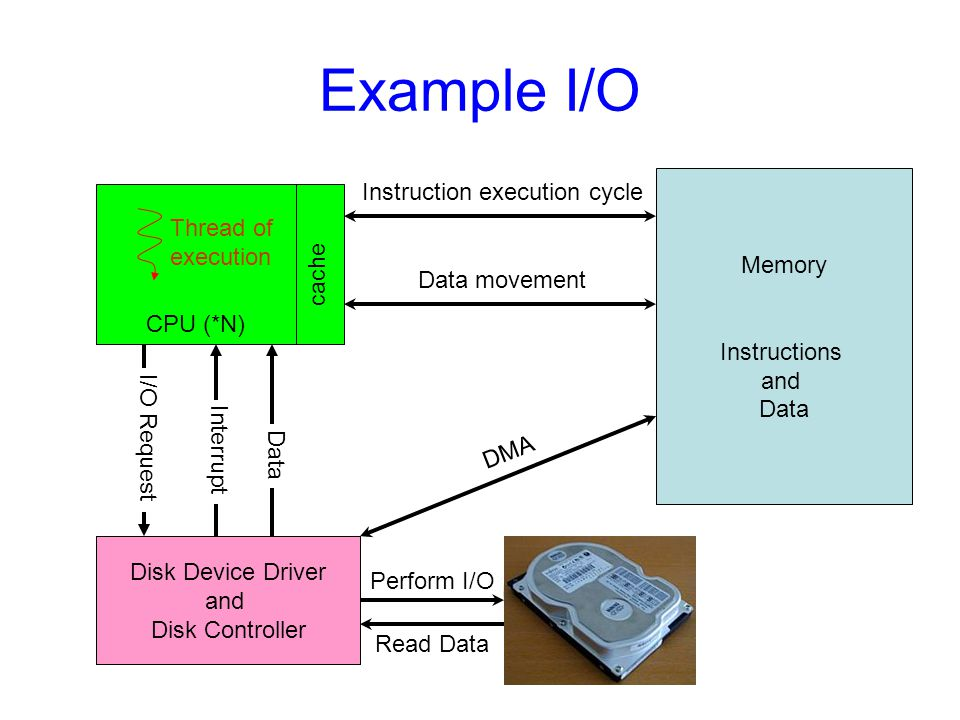 Example I/O
Instruction execution cycle
Thread of
execution
cache
CPU (*N)
Data movement
Memory
Instructions
and
Data
I/O Request
Interrupt
Data
DMA
Disk Device Driver
and
Disk Controller
Perform I/O
Read Data